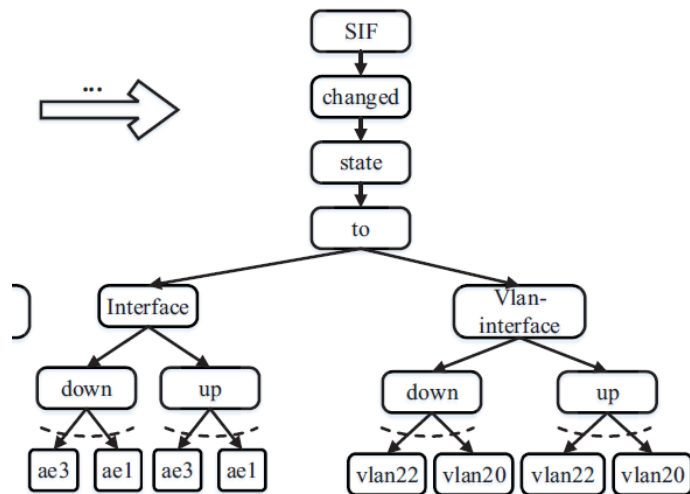 SIF
...
changed
state
to
Interface
Vlan-
interface
down
up
down
up
ae3
ae1
ae3
ae1
vlan22
vlan20
vlan22
vlan20